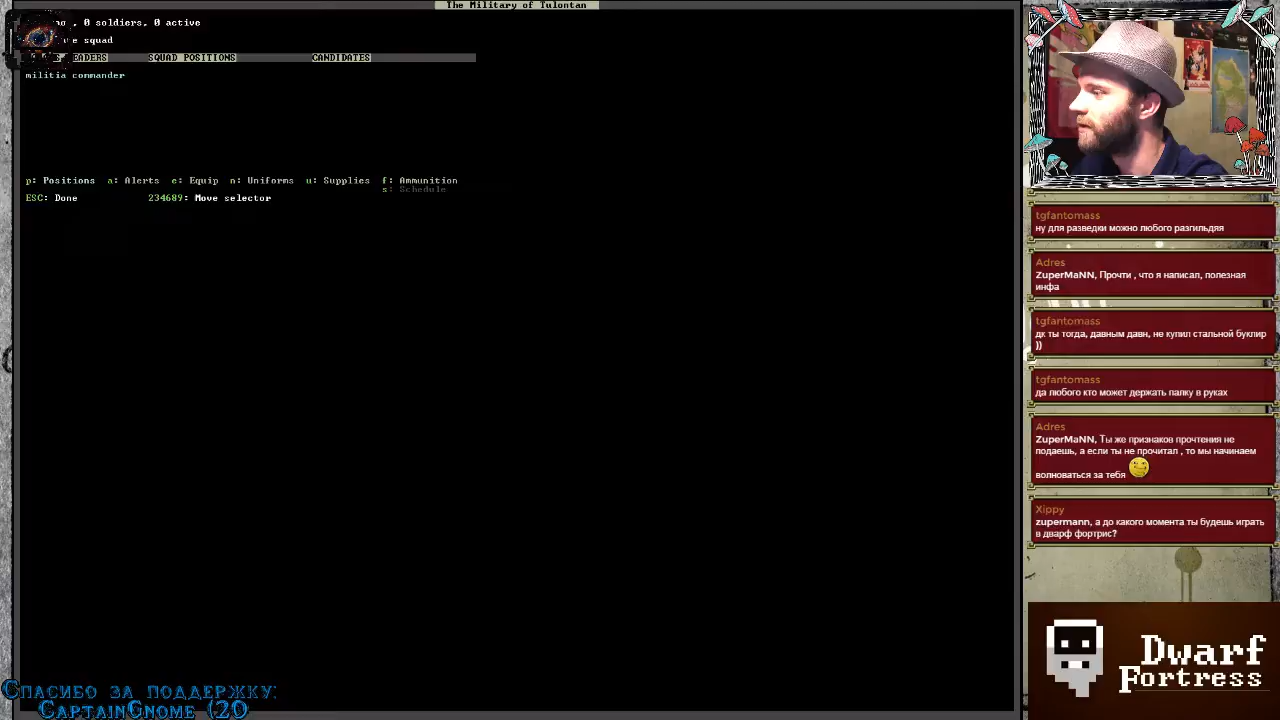 The Military of Tulontan
, 0 soldiers, 0 active
squad
SQUAD POSITIONS CANDIDATES
militia commander
p: Positions a: Alerts e: Equip n: Uniforms u: Supplies f: Ammunition
s: Schedule
ESC: Done 234689: Move selector
tgfantomass
ну для разведки можно любого разгильдяя
Adres
ZuperMaNN, Прочти , что я написал, полезная
инфа
tgfantomass
дк ты тогда, давным давн, не купил стальной буклир
))
tgfantomass
да любого кто может держать палку в руках
Adres
ZuperMaNN, Ты же признаков прочтения не
подаешь, а если ты не прочитал , то мы начинаем
волноваться за тебя
Xippy
zupermann, а до какого момента ты будешь играть
в дварф фортрис?
Dwarf
Fortress
Спасибо за поддержку:
CaptainGnome (20